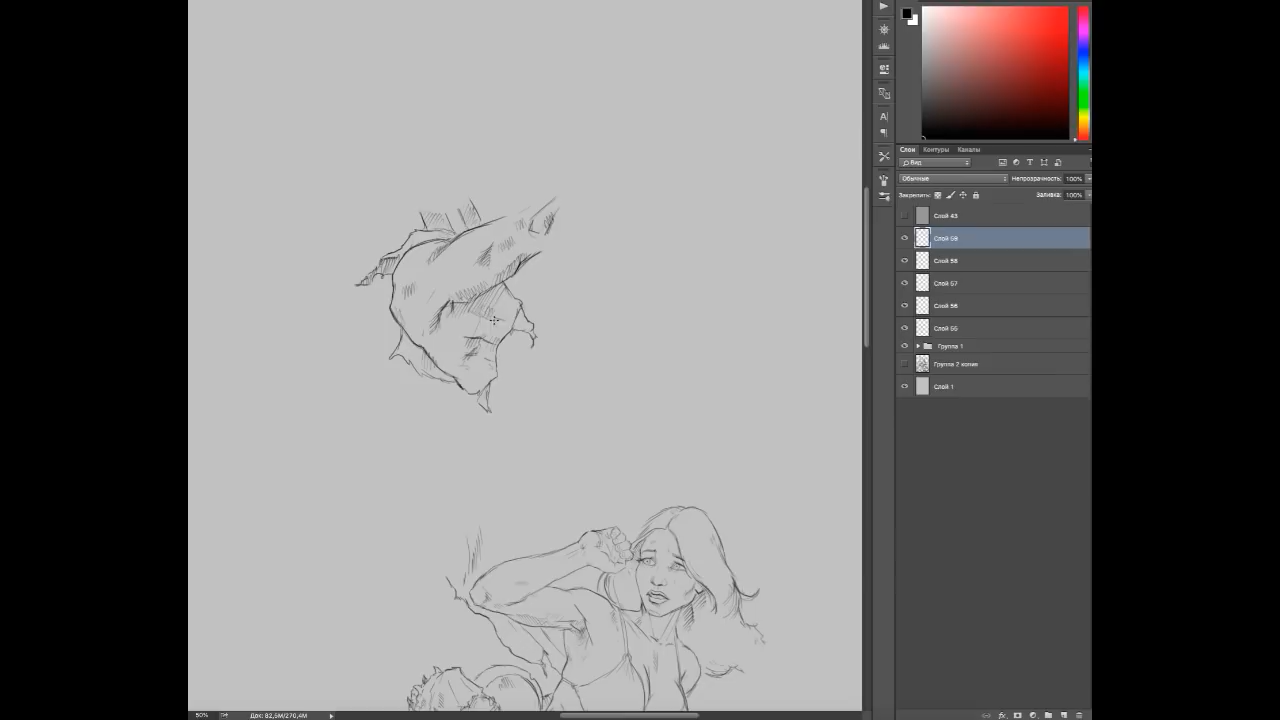 Слои Контуры Каналы
Вид
Обычные Непрозрачность: 100%
Закрепить: Заливка: 100%
Слой 43
Слой 59
Слой 58
Слой 57
Слой 56
Слой 55
Группа 1
Группа 2 копия
Слой 1
50% Док: 82,5M/270,4M